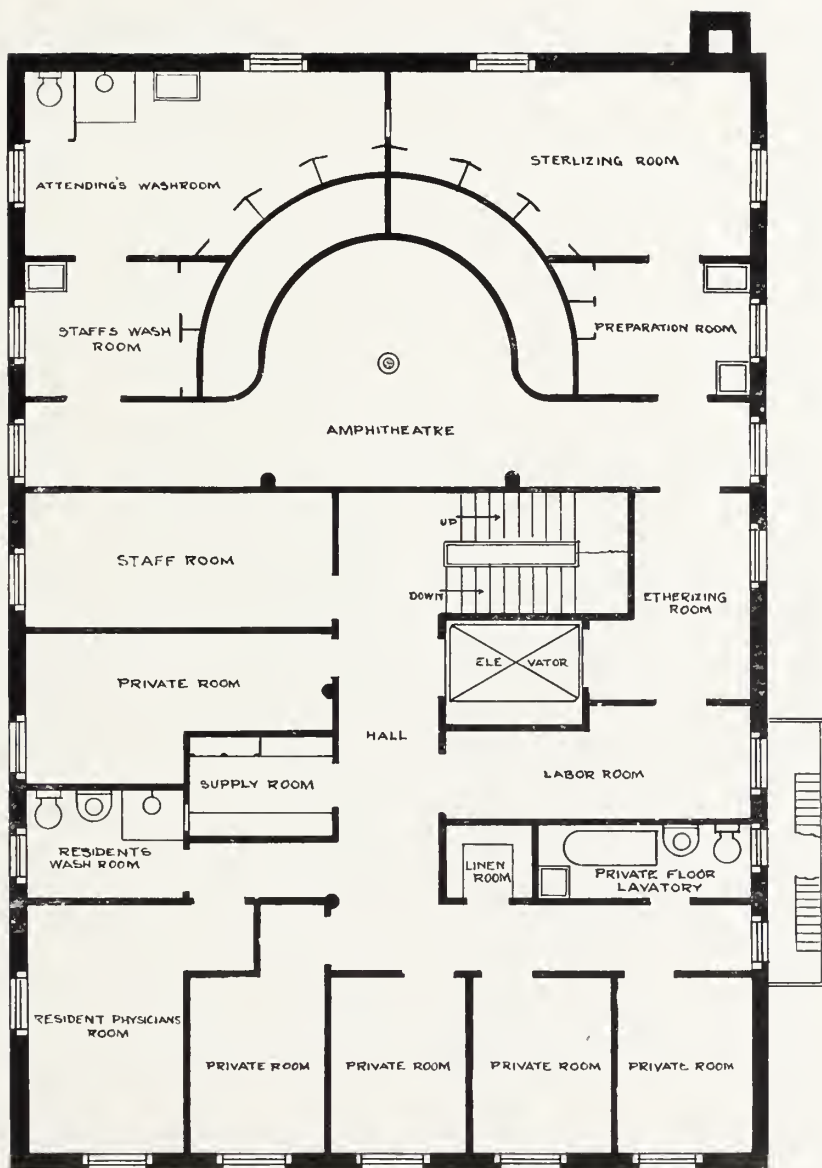 ATTENDING'S WASHROOM
STERLIZING ROOM
STAFFS WASH
ROOM
PREPARATION ROOM
AMPHITHEATRE
STAFF ROOM
UP
DOWN
ETHERIZING
ROOM
PRIVATE ROOM
ELEVATOR
HALL
SUPPLY ROOM
LABOR ROOM
RESIDENTS
WASH ROOM
LINEN
ROOM
PRIVATE FLOOR
LAVATORY
RESIDENT PHYSICIANS
ROOM
PRIVATE ROOM
PRIVATE ROOM
PRIVATE ROOM
PRIVATE ROOM